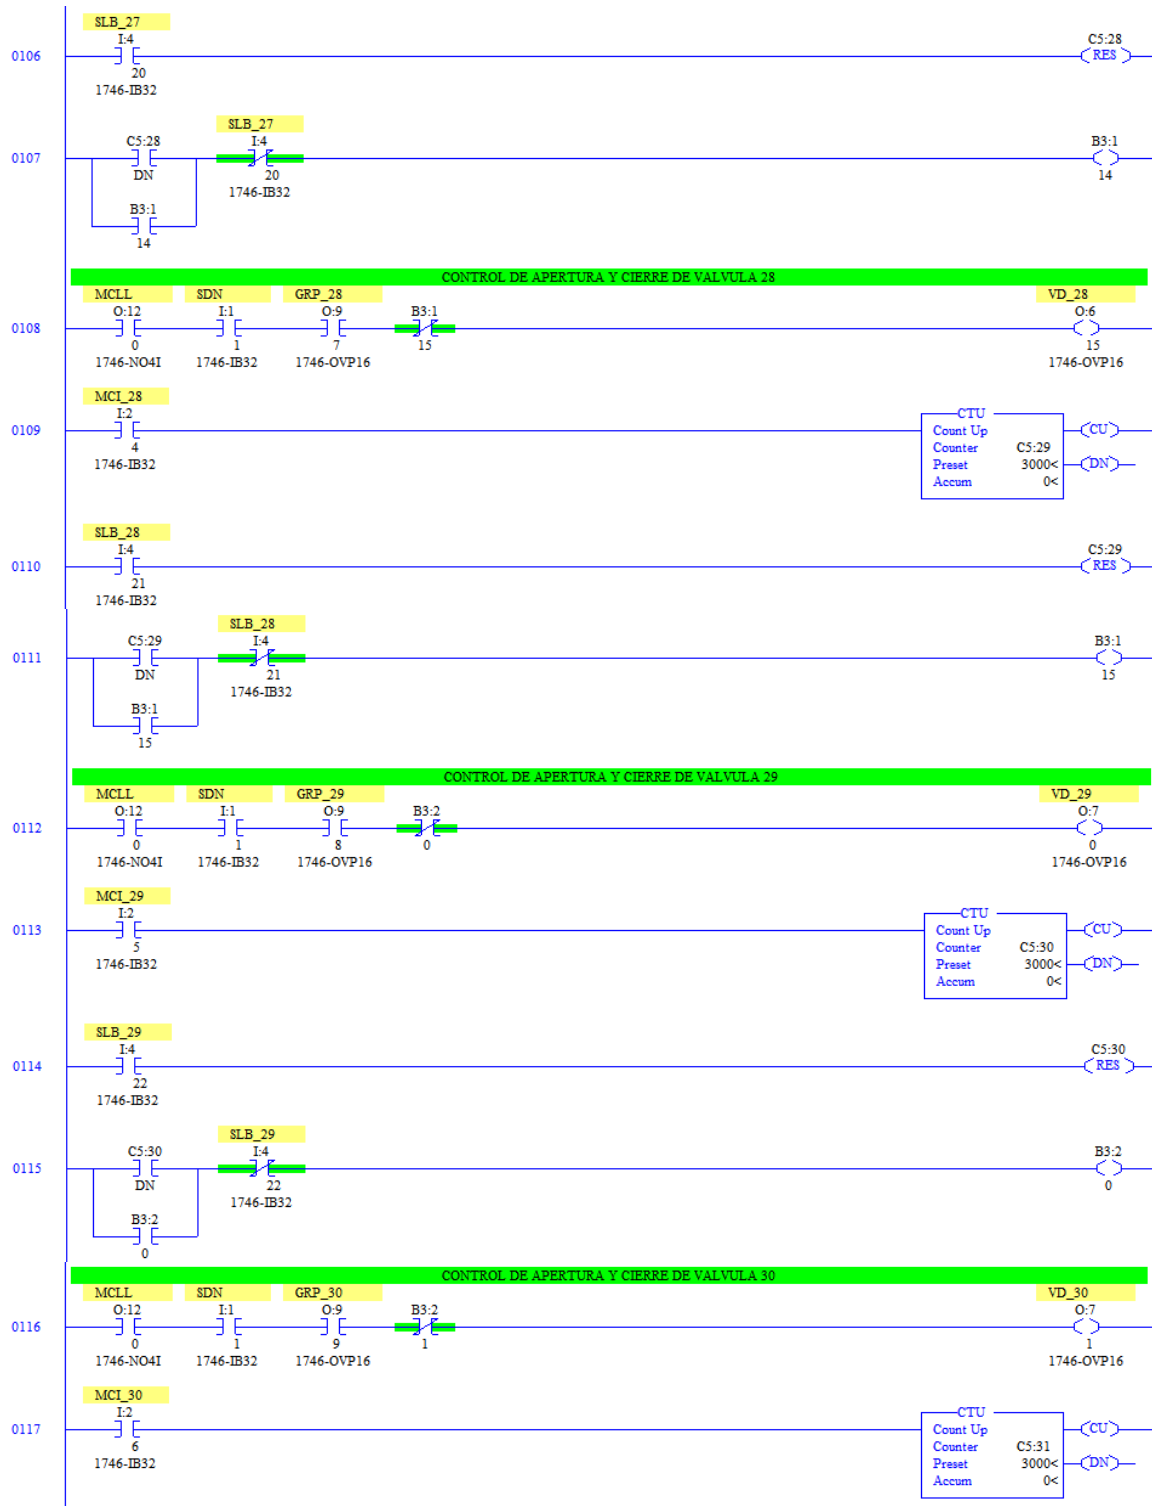 SLB_27
I:4
C5:28
0106
RES
20
1746-IB32
SLB_27
C5:28
I:4
B3:1
0107
DN
20
14
1746-IB32
B3:1
14
CONTROL DE APERTURA Y CIERRE DE VALVULA 28
MCLL SDN GRP_28 VD_28
O:12 I:1 O:9 B3:1 O:6
0108
0 1 7 15 15
1746-NO4I 1746-IB32 1746-OVP16 1746-OVP16
MCI_28
I:2
CTU
0109
Count Up CU
4
Counter C5:29
1746-IB32
Preset 3000< DN
Accum 0<
SLB_28
I:4
C5:29
0110
RES
21
1746-IB32
SLB_28
C5:29
I:4
B3:1
0111
DN
21
15
1746-IB32
B3:1
15
CONTROL DE APERTURA Y CIERRE DE VALVULA 29
MCLL SDN GRP_29 VD_29
O:12 I:1 O:9 B3:2 O:7
0112
0 1 8 0 0
1746-NO4I 1746-IB32 1746-OVP16 1746-OVP16
MCI_29
I:2
CTU
0113
Count Up CU
5
Counter C5:30
1746-IB32
Preset 3000< DN
Accum 0<
SLB_29
I:4
C5:30
0114
RES
22
1746-IB32
SLB_29
C5:30
I:4
B3:2
0115
DN
22
0
1746-IB32
B3:2
0
CONTROL DE APERTURA Y CIERRE DE VALVULA 30
MCLL SDN GRP_30 VD_30
O:12 I:1 O:9 B3:2 O:7
0116
0 1 9 1 1
1746-NO4I 1746-IB32 1746-OVP16 1746-OVP16
MCI_30
I:2
CTU
0117
Count Up CU
6
Counter C5:31
1746-IB32
Preset 3000< DN
Accum 0<